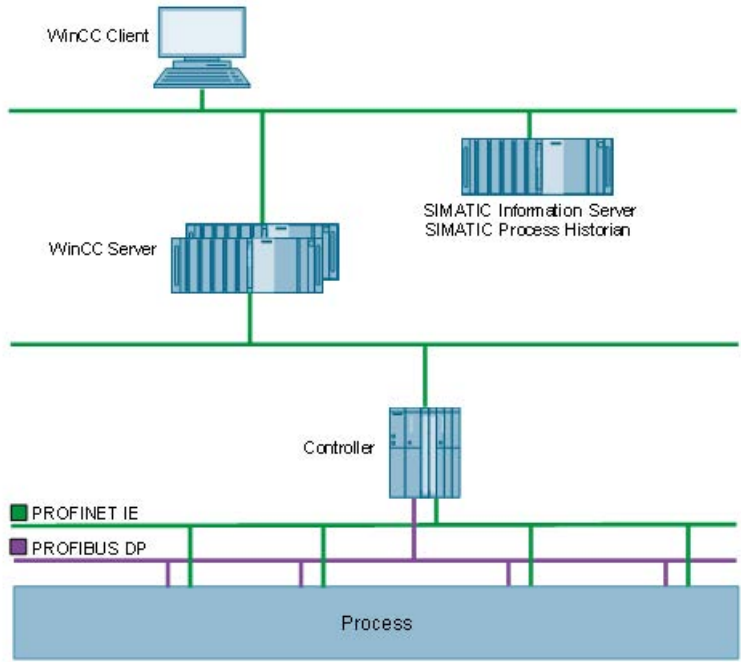 WinCC Client
SIMATIC Information Server
SIMATIC Process Historian
WinCC Server
Controller
PROFINET IE
PROFIBUS DP
Process